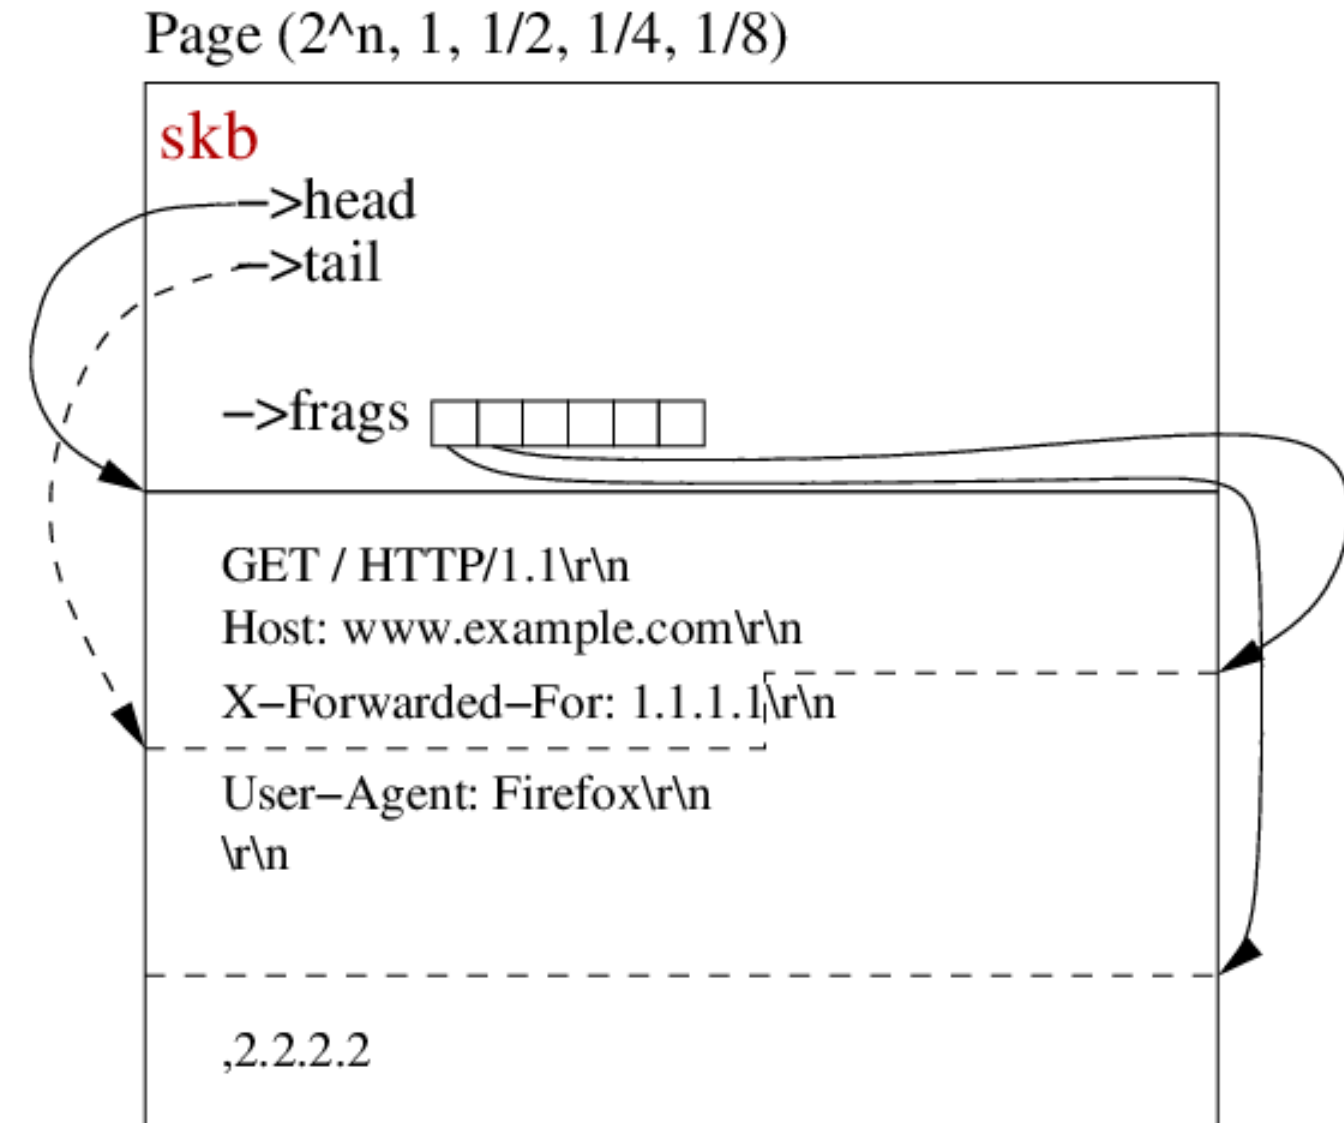 Page (2^n, 1, 1/2, 1/4, 1/8)
skb
−>head
−>tail
−>frags
GET / HTTP/1.1\r\n
Host: www.example.com\r\n
X−Forwarded−For: 1.1.1.1\r\n
User−Agent: Firefox\r\n
\r\n
,2.2.2.2